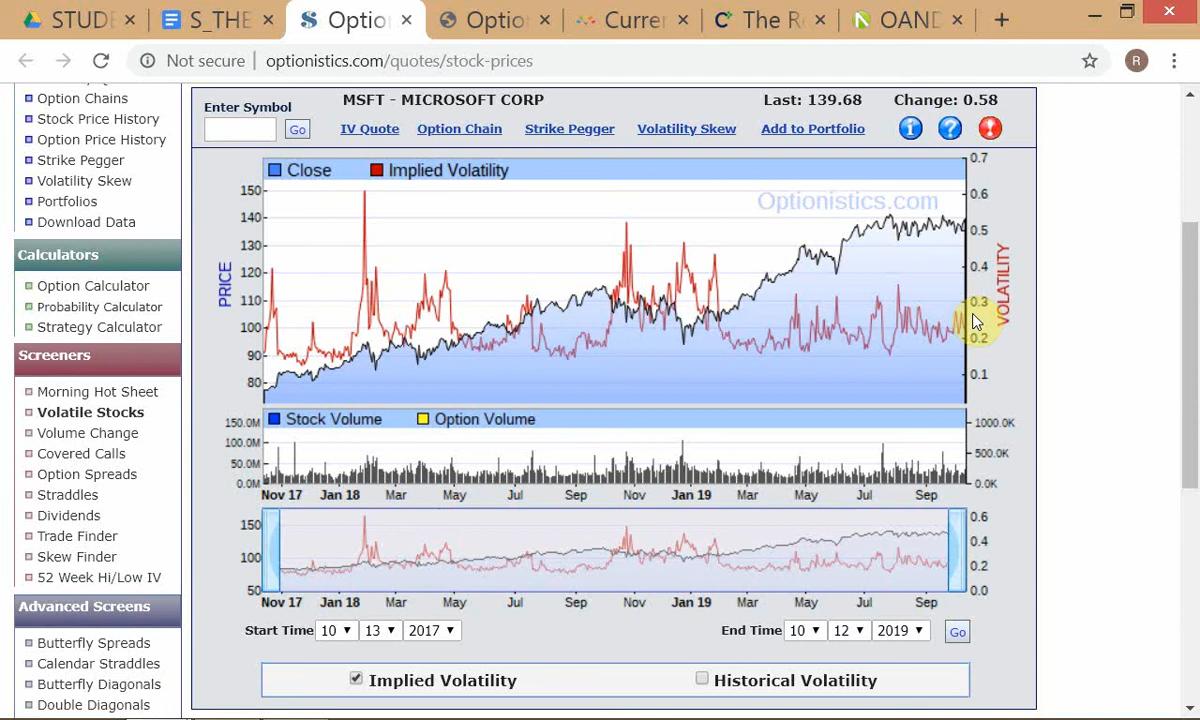 STUD
S_THE
Optio
Optio
Currer
The R
OAND
Not secure | optionistics.com/quotes/stock-prices
R
Option Chains
Stock Price History
Option Price History
Strike Pegger
Volatility Skew
Portfolios
Download Data
Calculators
Option Calculator
Probability Calculator
Strategy Calculator
Screeners
Morning Hot Sheet
Volatile Stocks
Volume Change
Covered Calls
Option Spreads
Straddles
Dividends
Trade Finder
Skew Finder
52 Week Hi/Low IV
Advanced Screens
Butterfly Spreads
Calendar Straddles
Butterfly Diagonals
Double Diagonals
Enter Symbol
Go
MSFT - MICROSOFT CORP
Last: 139.68
Change: 0.58
IV Quote
Option Chain
Strike Pegger
Volatility Skew
Add to Portfolio
Close
Implied Volatility
Optionistics.com
PRICE
150
140
130
120
110
100
90
80
0.7
0.6
0.5
0.4
0.3
0.2
0.1
VOLATILITY
Stock Volume
Option Volume
150.0M
100.0M
50.0M
0.0M
1000.0K
500.0K
0.0K
Nov 17 Jan 18 Mar May Jul Sep Nov Jan 19 Mar May Jul Sep
150
100
50
0.6
0.4
0.2
0.0
Nov 17 Jan 18 Mar May Jul Sep Nov Jan 19 Mar May Jul Sep
Start Time 10 13 2017
End Time 10 12 2019 Go
Implied Volatility
Historical Volatility